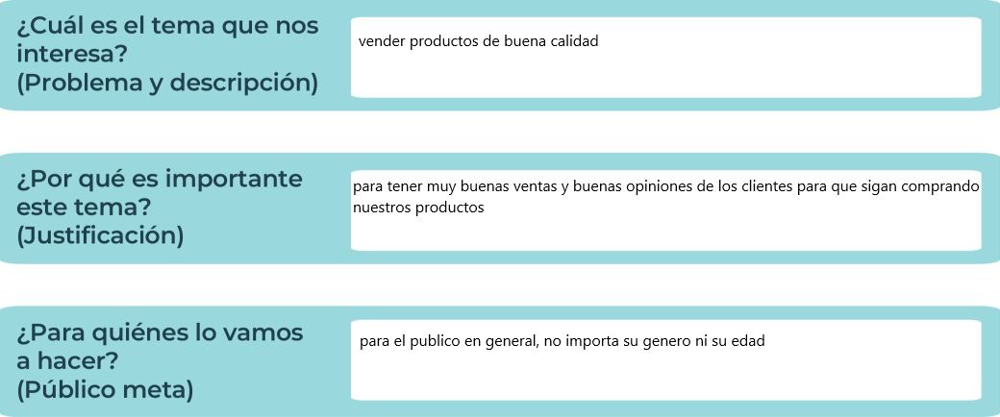 ¿Cuál es el tema que nos
interesa?
(Problema y descripción)
vender productos de buena calidad
¿Por qué es importante
este tema?
(Justificación)
para tener muy buenas ventas y buenas opiniones de los clientes para que sigan comprando
nuestros productos
¿Para quiénes lo vamos
a hacer?
(Público meta)
para el publico en general, no importa su genero ni su edad